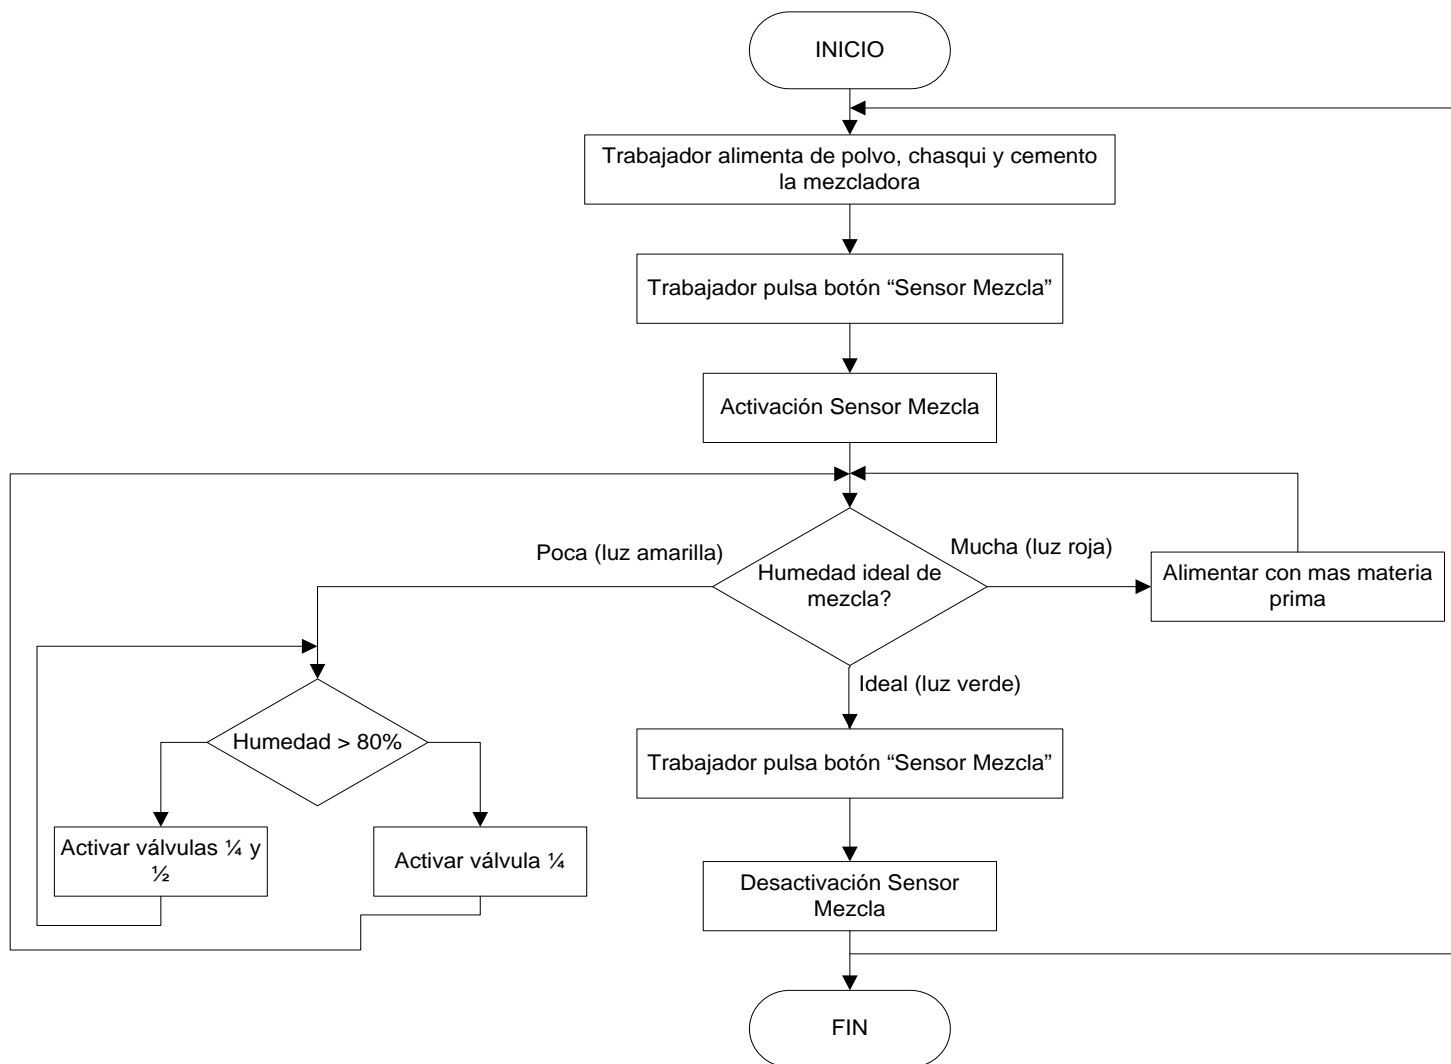 INICIO
Trabajador alimenta de polvo, chasqui y cemento
la mezcladora
Trabajador pulsa botón “Sensor Mezcla”
Activación Sensor Mezcla
Poca (luz amarilla)
Mucha (luz roja)
Humedad ideal de
mezcla?
Alimentar con mas materia
prima
Ideal (luz verde)
Humedad > 80%
Trabajador pulsa botón “Sensor Mezcla”
Activar válvulas ¼ y
½
Activar válvula ¼
Desactivación Sensor
Mezcla
FIN